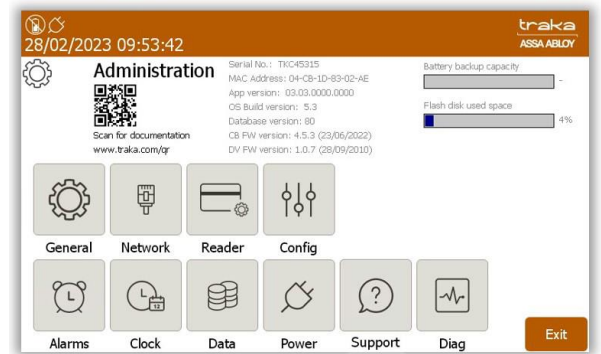 traka
28/02/2023 09:53:42
ASSA ABLOY
Administration
Scan for documentation
www.traka.com/qr
Serial No.: TKC45315
MAC Address: 04-CB-1D-83-02-AE
App version: 03.03.0000.0000
OS Build version: 5.3
Database version: 80
CB FW version: 4.5.3 (23/06/2022)
DV FW version: 1.0.7 (28/09/2010)
Battery backup capacity
-
Flash disk used space
4%
General
Network
Reader
Config
12
Alarms
Clock
Data
Power
Support
Diag
Exit